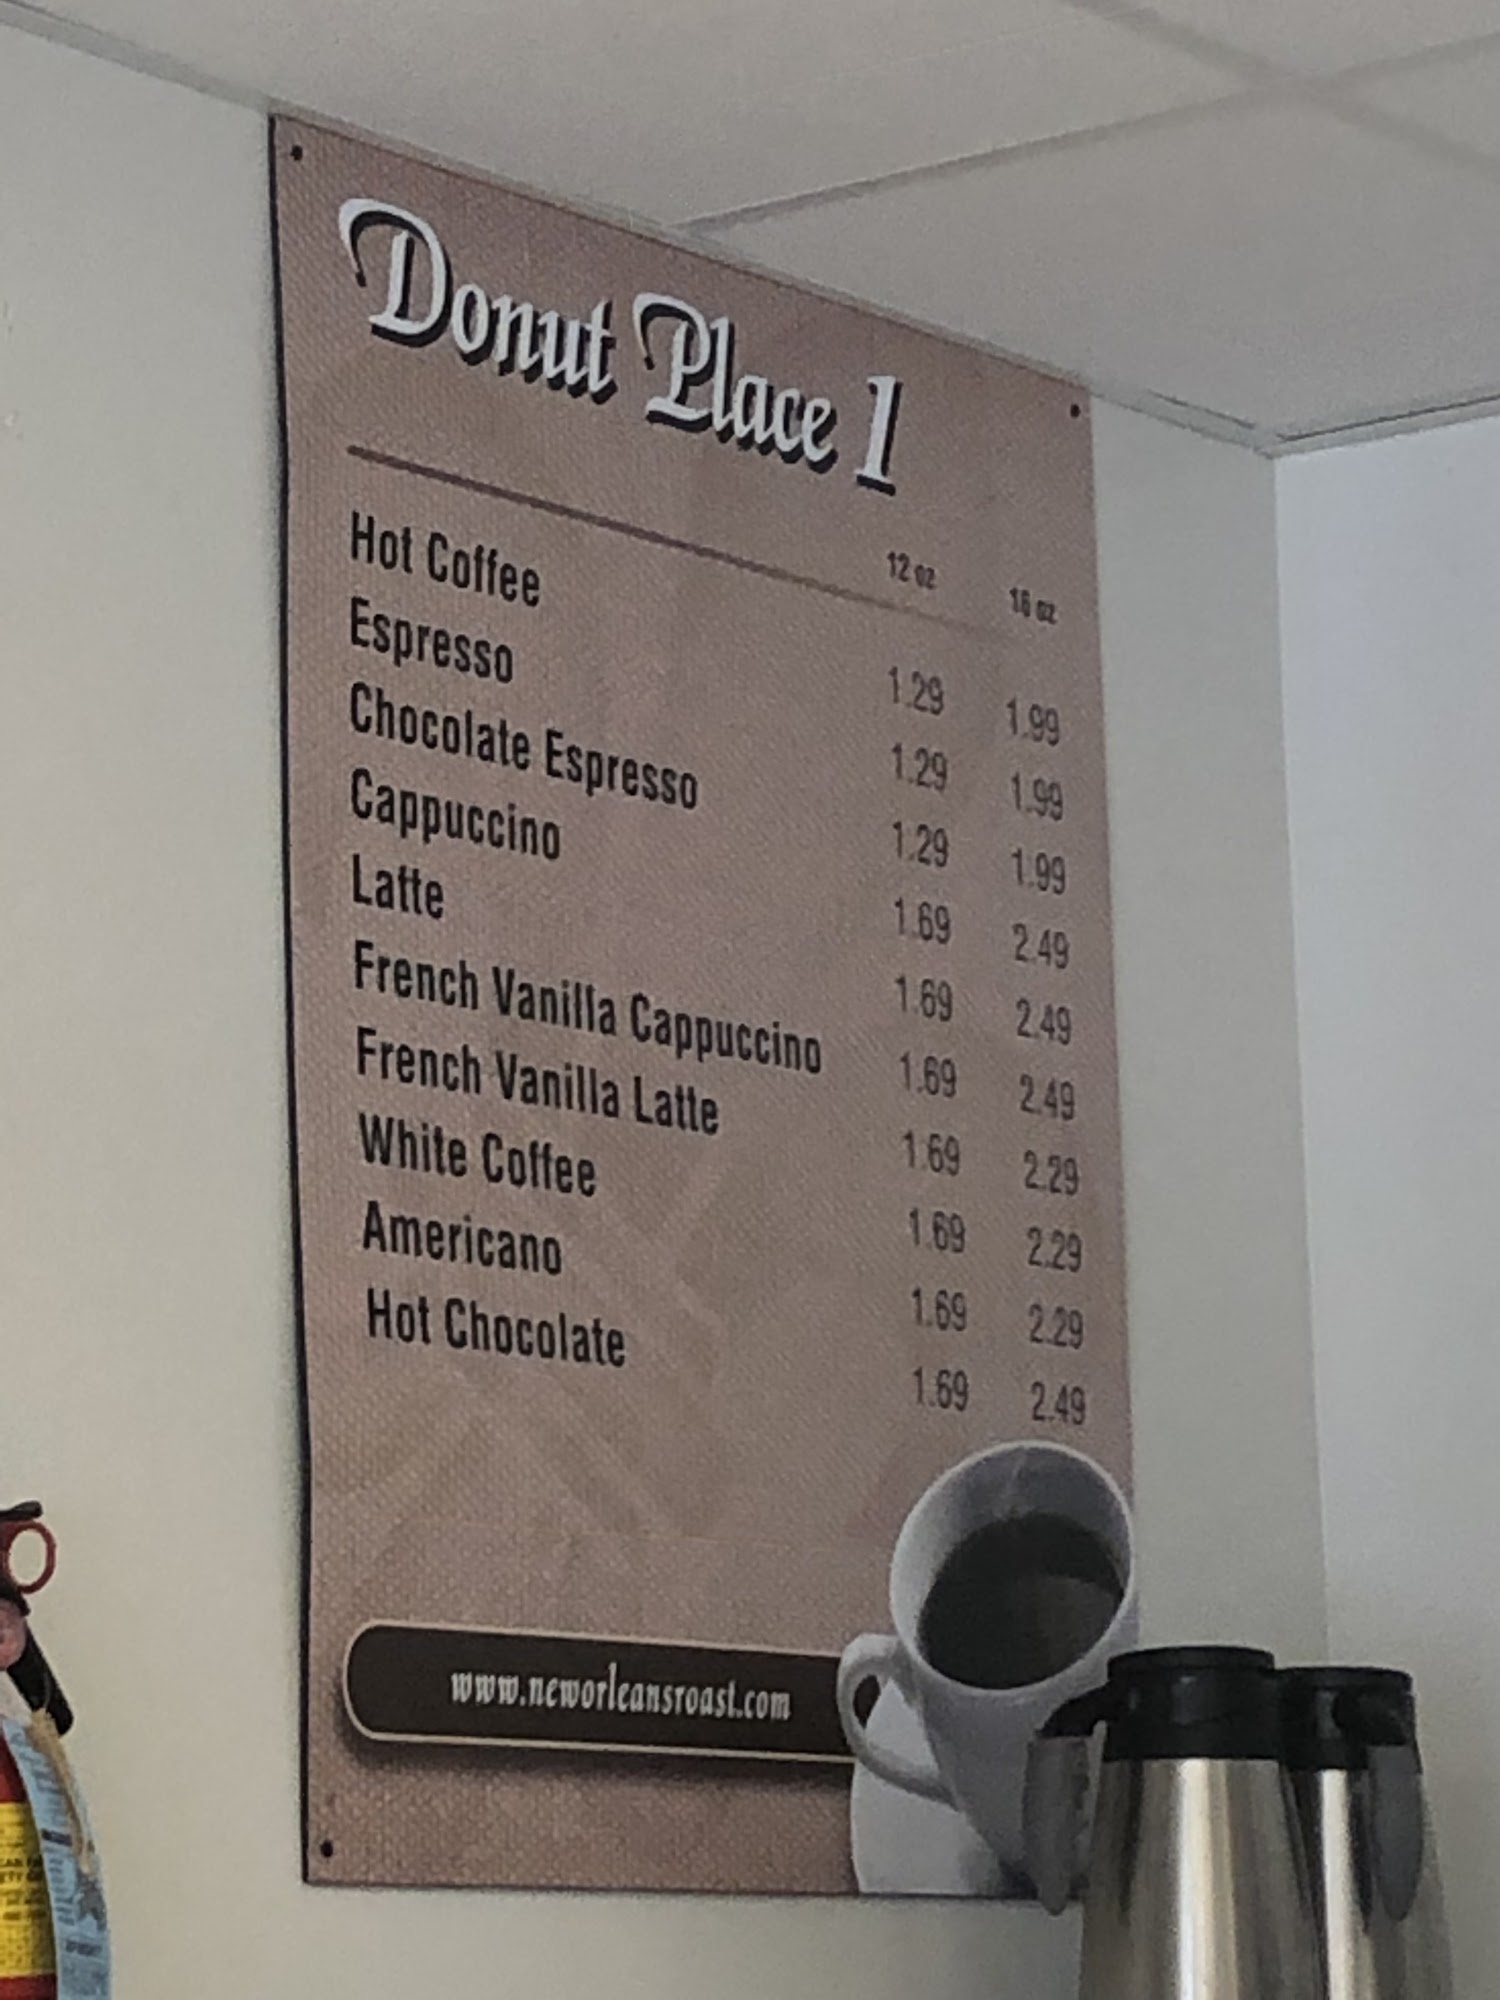 Donut Place 1
12 oz 16 oz
Hot Coffee 1.29 1.99
Espresso 1.29 1.99
Chocolate Espresso 1.29 1.99
Cappuccino 1.69 2.49
Latte 1.69 2.49
French Vanilla Cappuccino 1.69 2.49
French Vanilla Latte 1.69 2.29
White Coffee 1.69 2.29
Americano 1.69 2.29
Hot Chocolate 1.69 2.49
www.neworleansroast.com